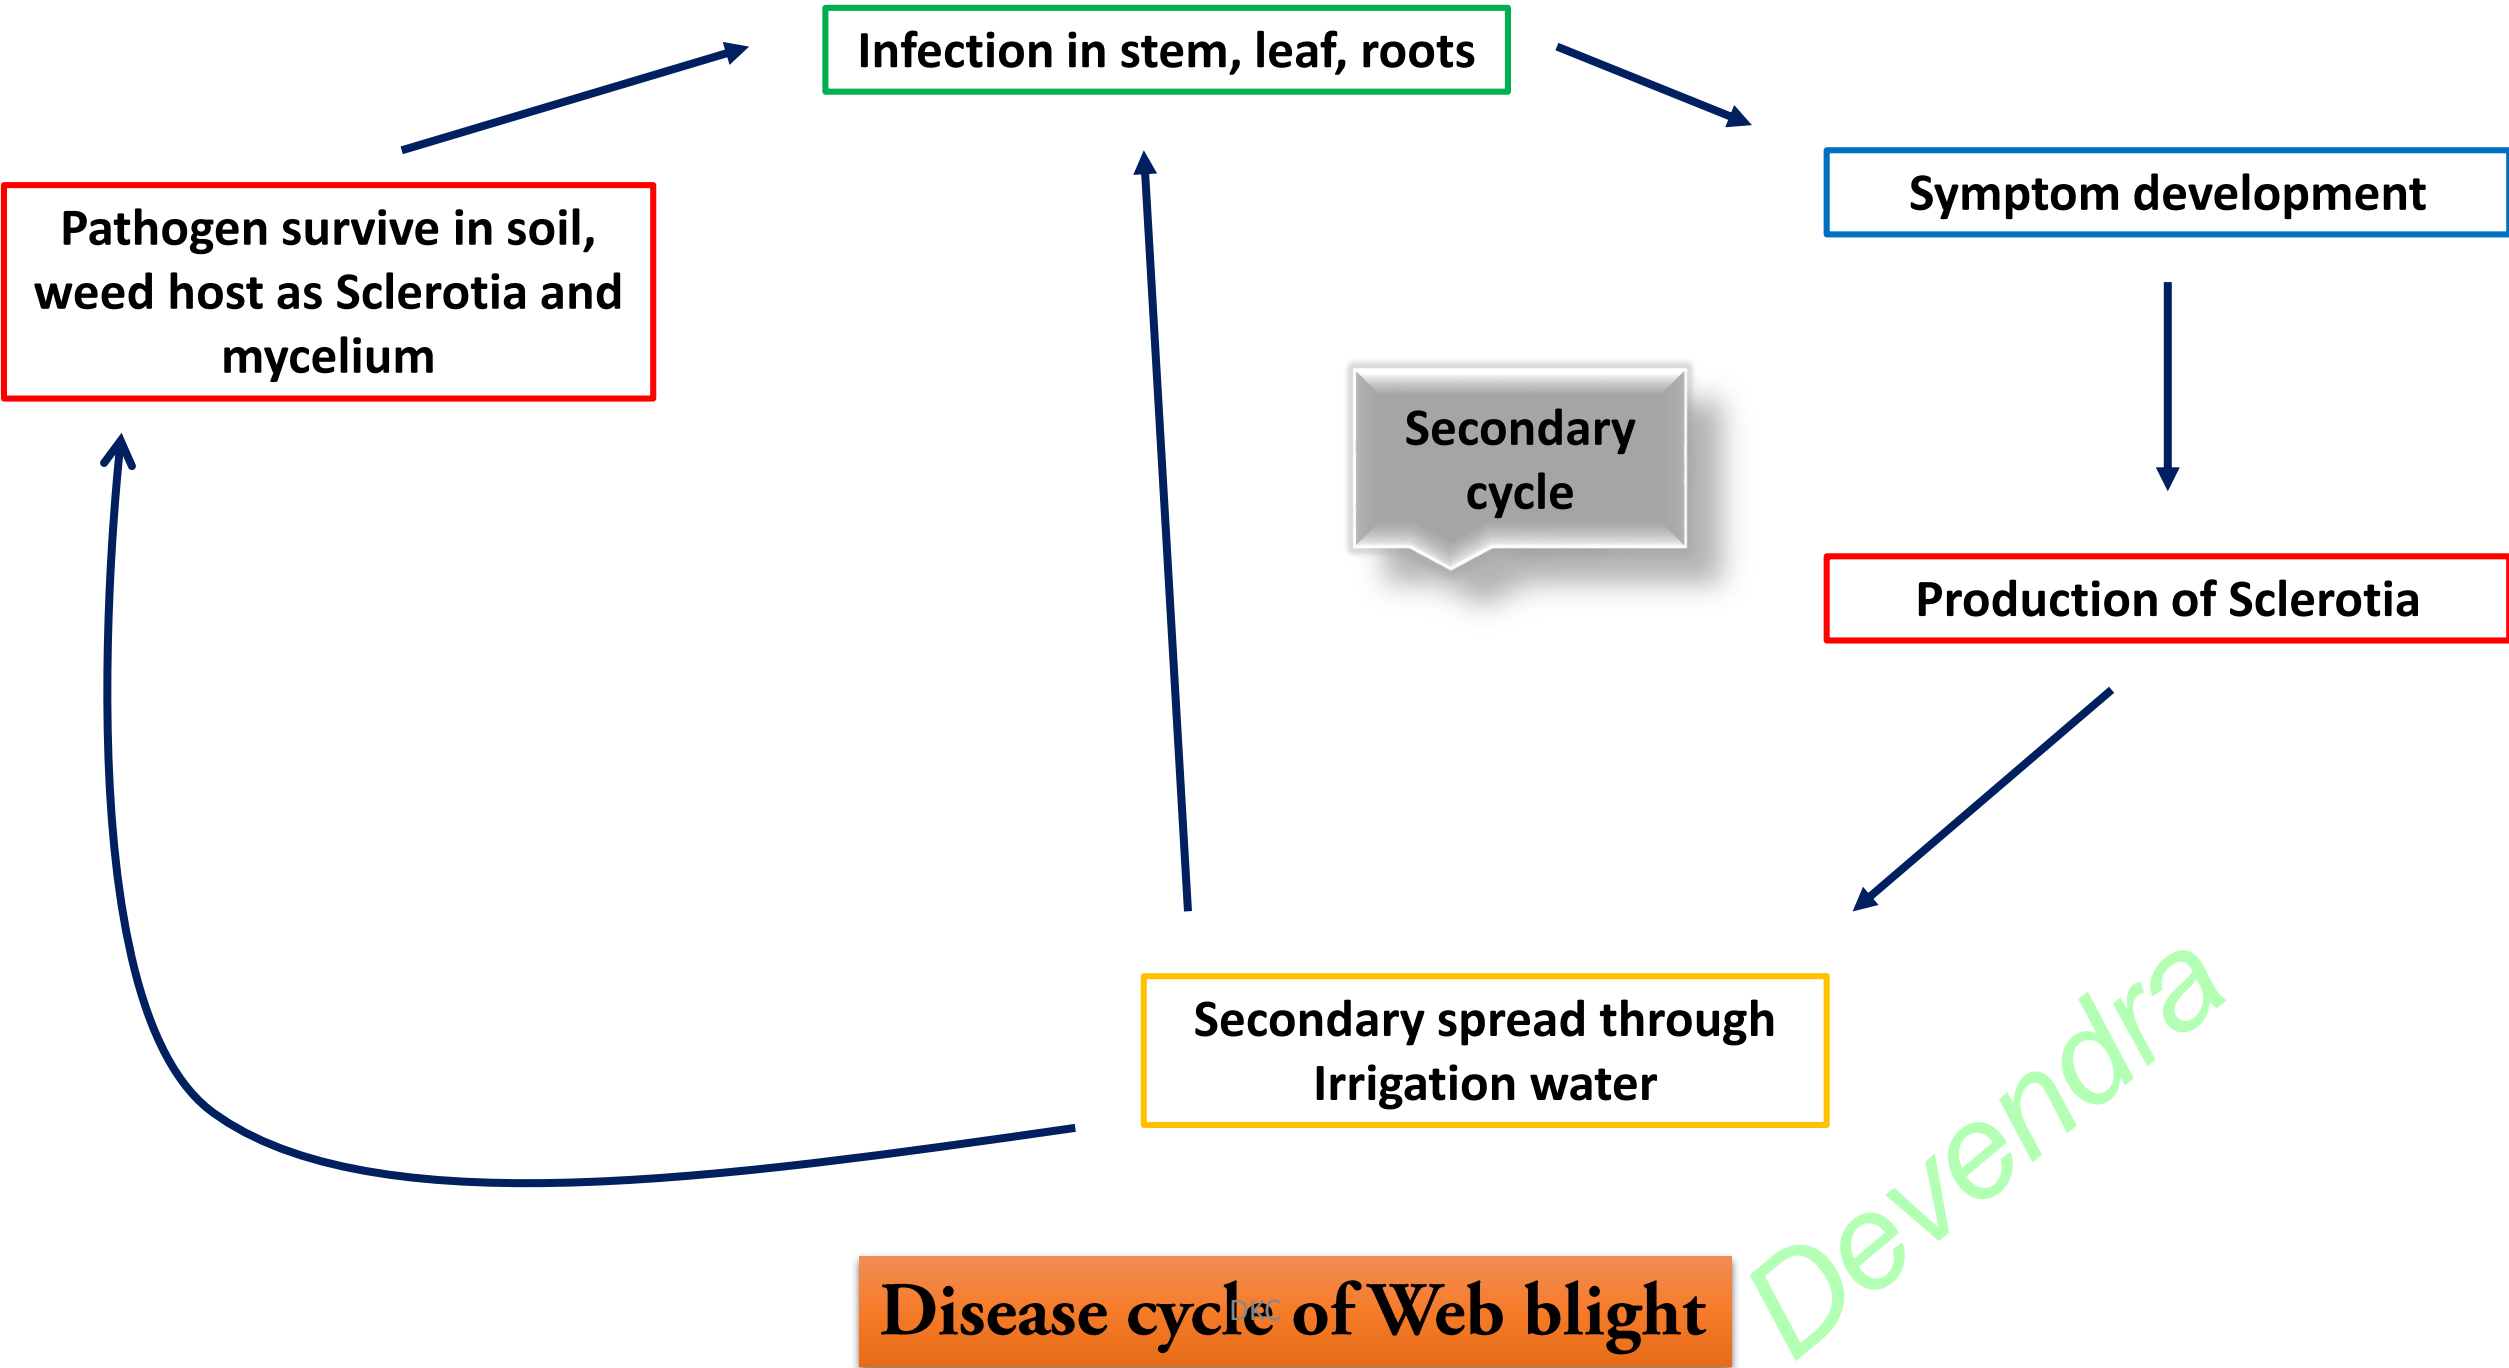 Infection in stem, leaf, roots
Symptom development
Pathogen survive in soil,
weed host as Sclerotia and
mycelium
Secondary
cycle
Production of Sclerotia
Secondary spread through
Irrigation water
Devendra
Disease cycle of Web blight
DKC